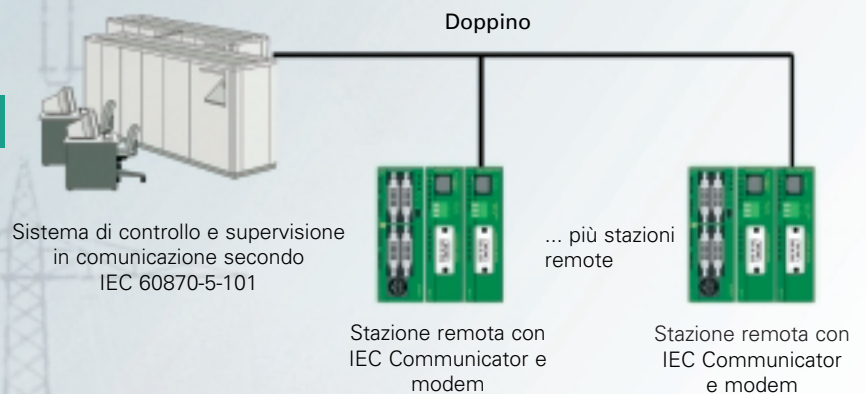 Doppino
Sistema di controllo e supervisione
in comunicazione secondo
IEC 60870-5-101
... più stazioni
remote
Stazione remota con
IEC Communicator e
modem
Stazione remota con
IEC Communicator
e modem